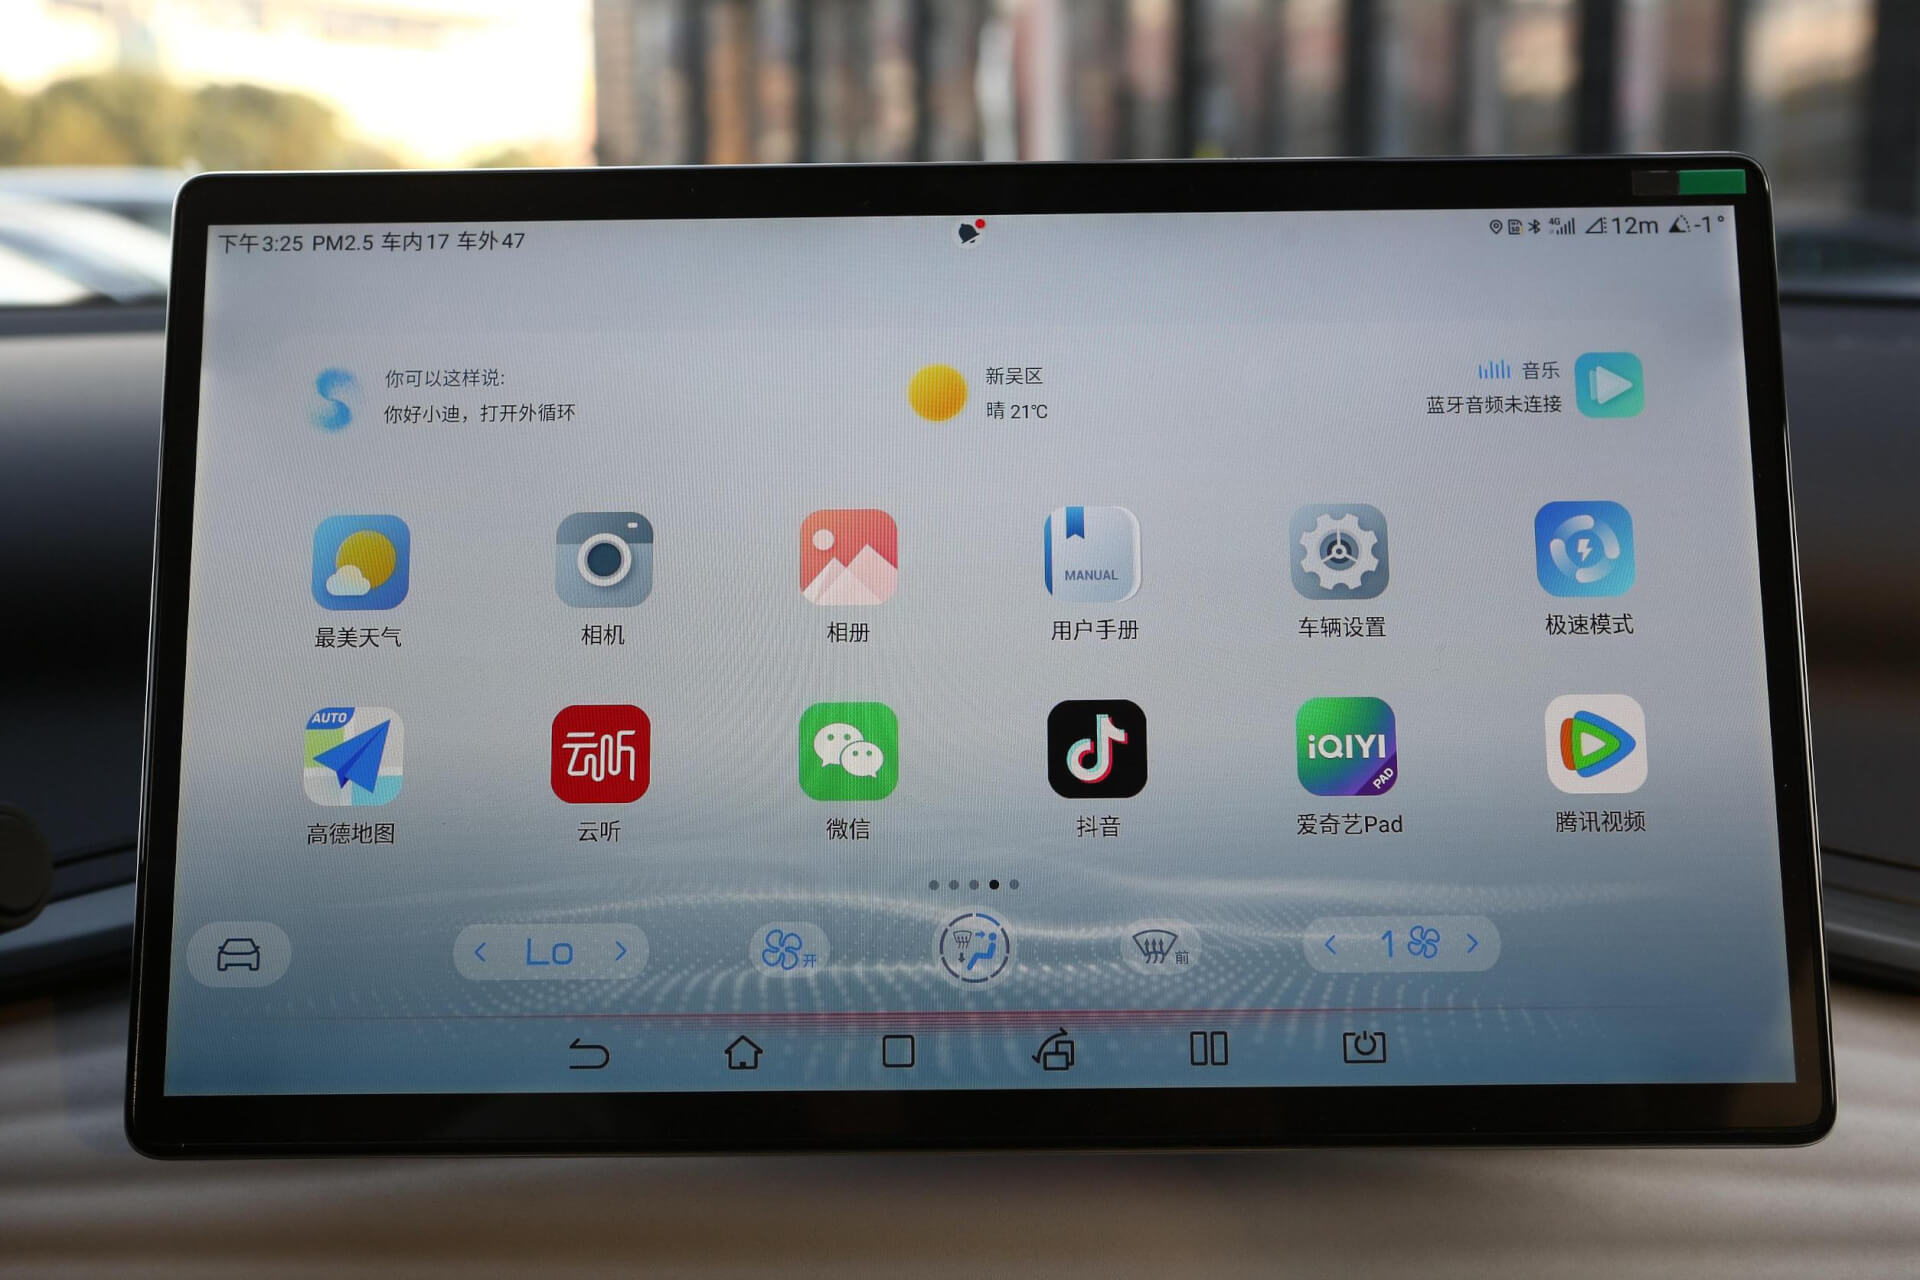 下午3:25 PM2.5 车内17 车外47
4G 12m -1°
你可以这样说:
你好小迪，打开外循环
新吴区
晴 21℃
音乐
蓝牙音频未连接
MANUAL
最美天气 相机 相册 用户手册 车辆设置 极速模式
AUTO 云听 iQIYI PAD
高德地图 云听 微信 抖音 爱奇艺Pad 腾讯视频
Lo 开 前 1